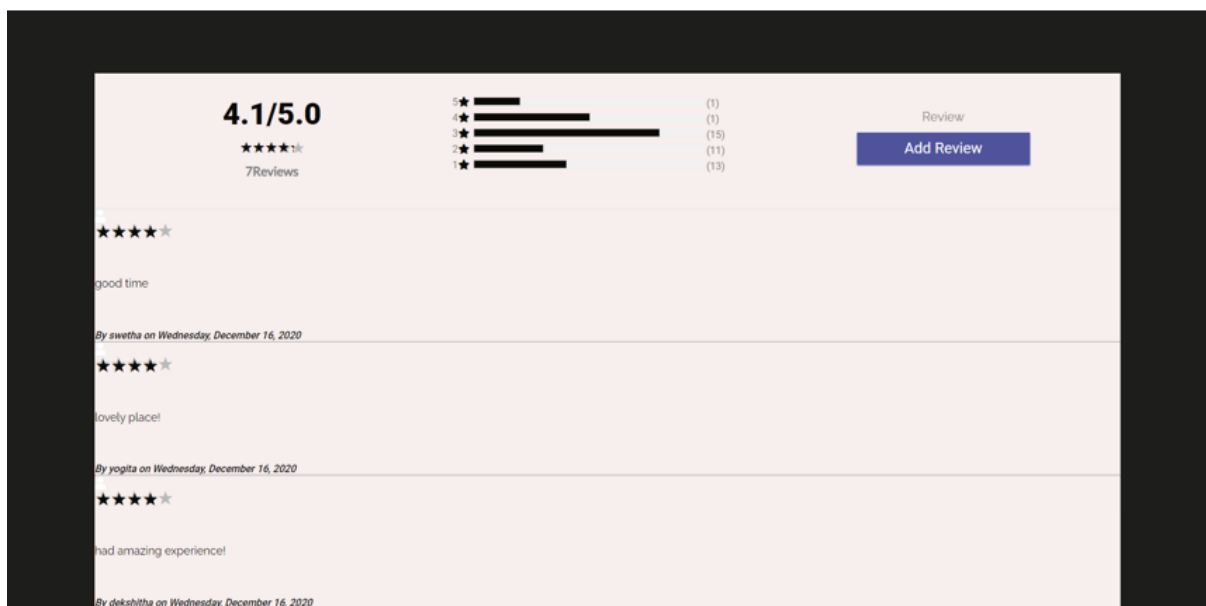 4.1/5.0
7Reviews
5 (1)
4 (1)
3 (15)
2 (11)
1 (13)
Review
Add Review
good time
By swetha on Wednesday, December 16, 2020
lovely place!
By yogita on Wednesday, December 16, 2020
had amazing experience!
By dekshitha on Wednesday, December 16, 2020